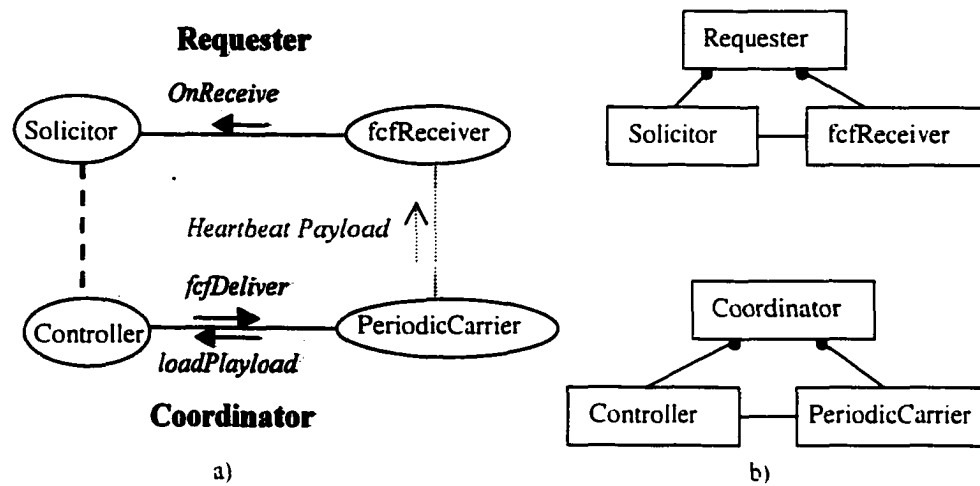 Requester
OnReceive
Solicitor
fcfReceiver
Heartbeat Payload
fcfDeliver
Controller
PeriodicCarrier
loadPlayload
Coordinator
a)
Requester
Solicitor
fcfReceiver
Coordinator
Controller
PeriodicCarrier
b)